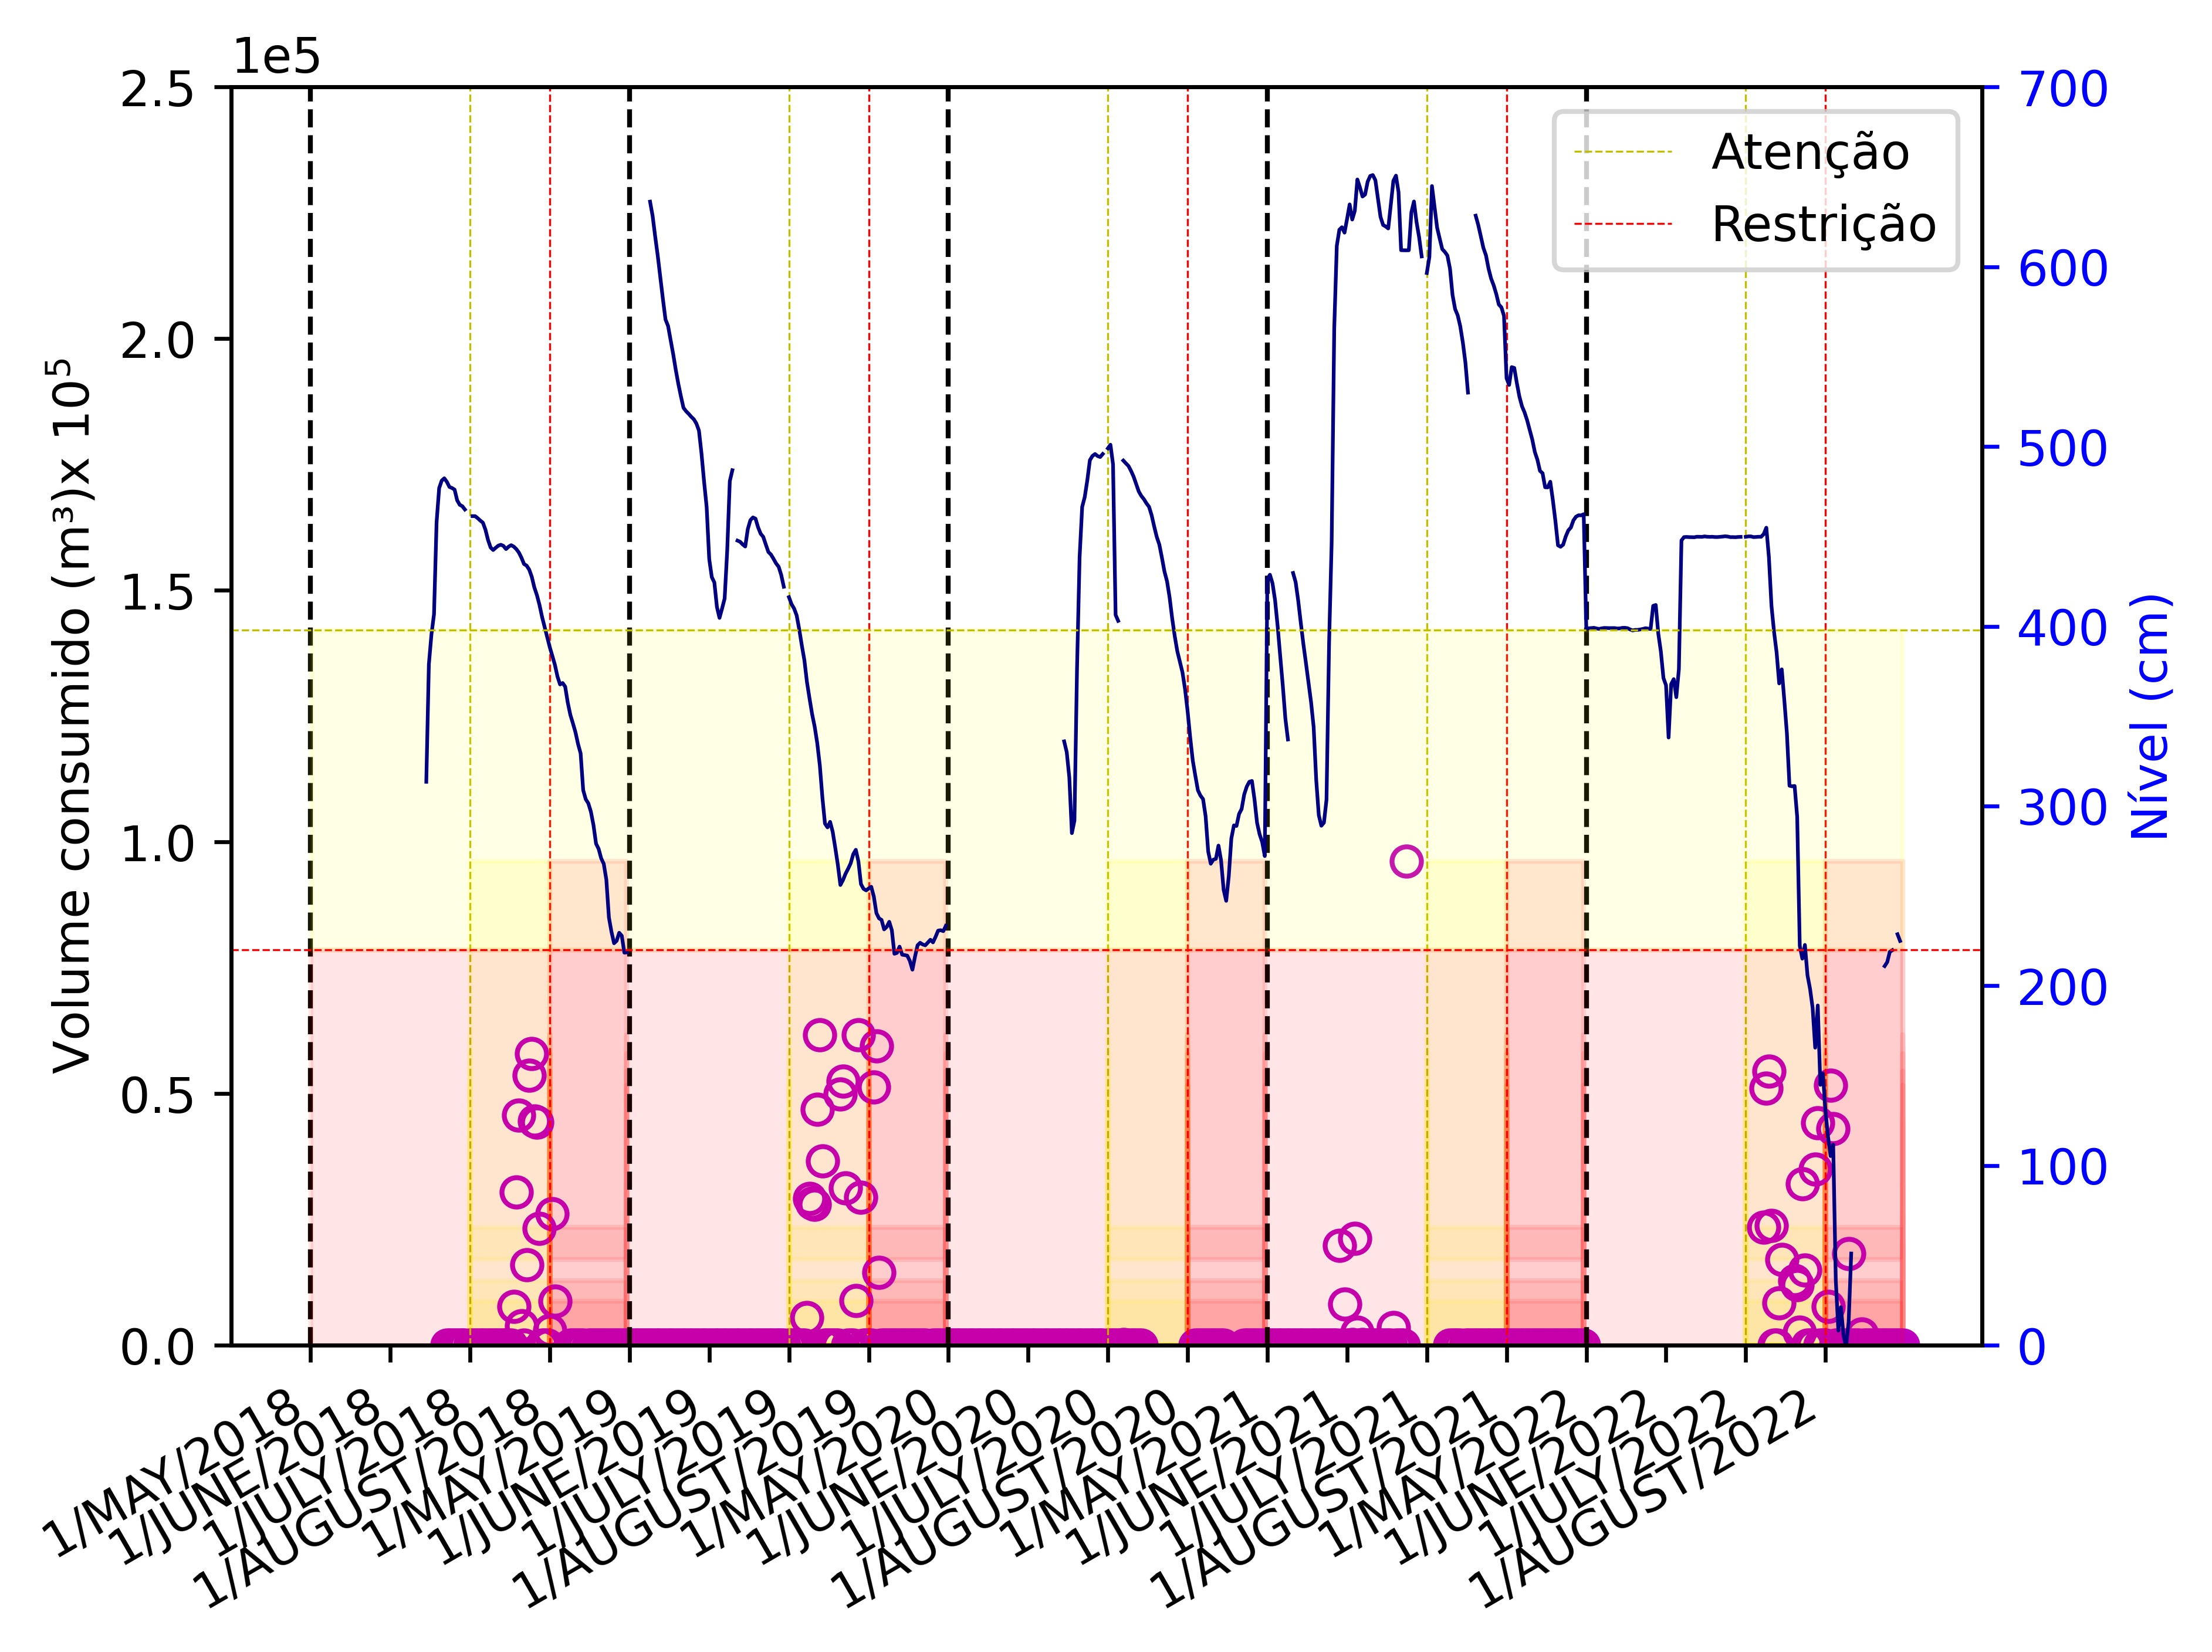 1e5
2.5
2.0
1.5
1.0
0.5
0.0
Volume consumido (m³)x 10⁵
700
600
500
400
300
200
100
0
Nível (cm)
Atenção
Restrição
1/MAY/2018
1/JUNE/2018
1/JULY/2018
1/AUGUST/2018
1/MAY/2019
1/JUNE/2019
1/JULY/2019
1/AUGUST/2019
1/MAY/2020
1/JUNE/2020
1/JULY/2020
1/AUGUST/2020
1/MAY/2021
1/JUNE/2021
1/JULY/2021
1/AUGUST/2021
1/MAY/2022
1/JUNE/2022
1/JULY/2022
1/AUGUST/2022